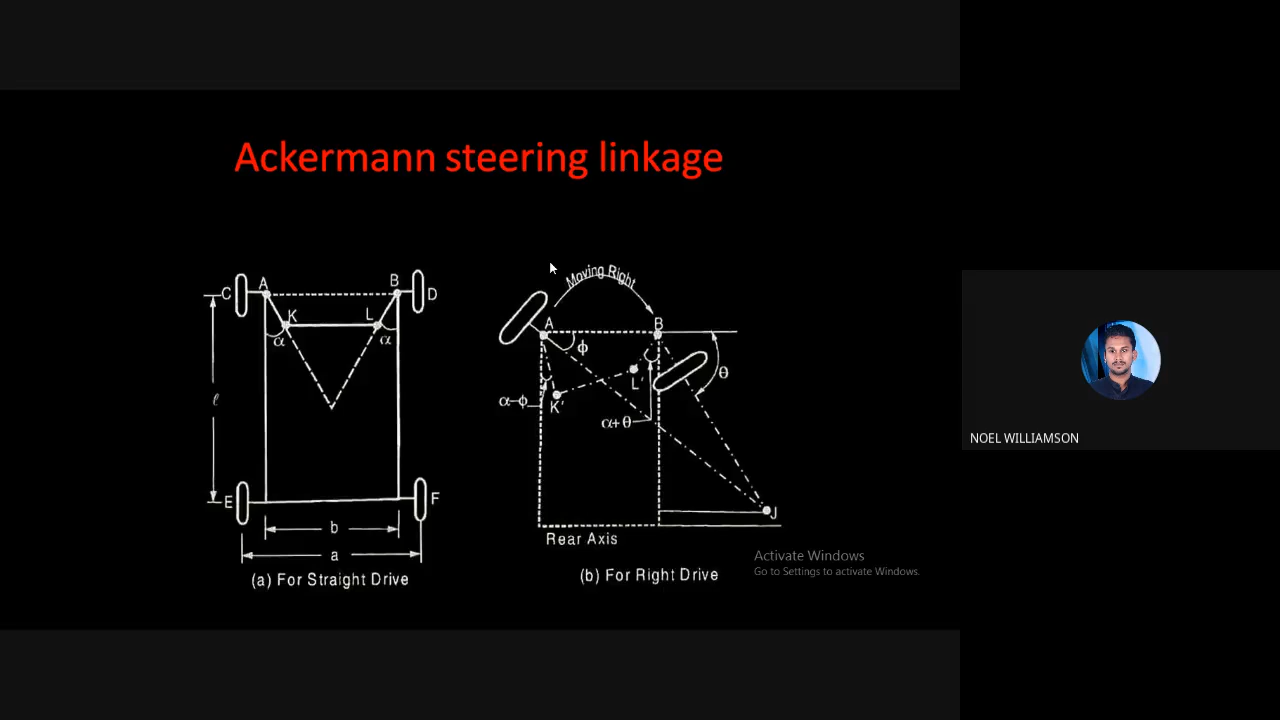 Ackermann steering linkage
Moving Right
C A B D
K L
α α
ℓ
E F
b
a
(a) For Straight Drive
A B
ϕ
θ
L'
K'
α-ϕ
α+θ
J
Rear Axis
(b) For Right Drive
Activate Windows
Go to Settings to activate Windows.
NOEL WILLIAMSON